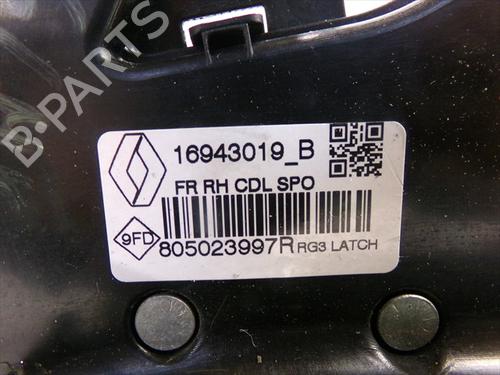 B-PARTS
16943019_B
FR RH CDL SPO
9FD
805023997R RG3 LATCH